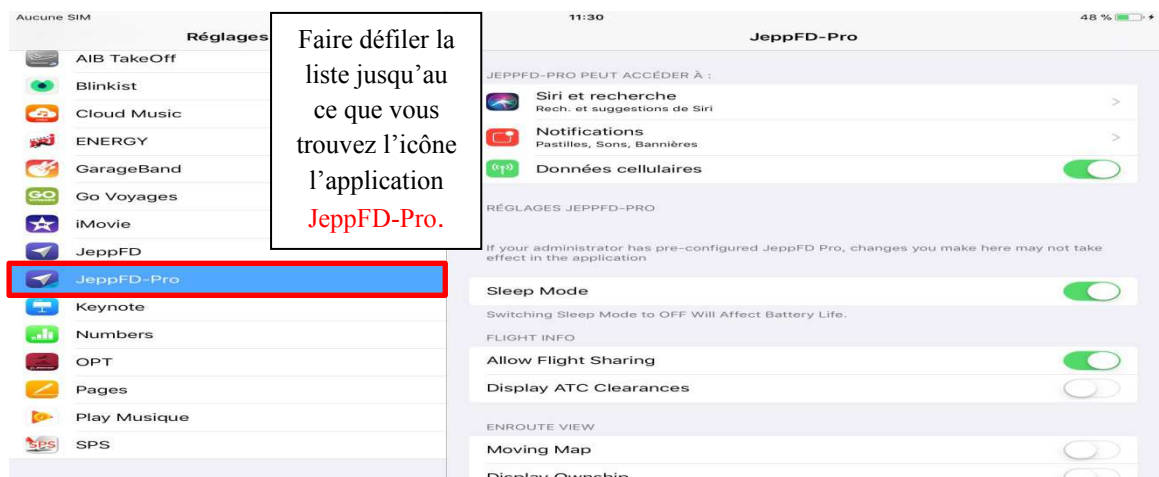 Aucune SIM
11:30
48 %
Réglages
JeppFD-Pro
AIB TakeOff
Blinkist
Cloud Music
ENERGY
GarageBand
Go Voyages
iMovie
JeppFD
JeppFD-Pro
Keynote
Numbers
OPT
Pages
Play Musique
SPS
Faire défiler la
liste jusqu’au
ce que vous
trouvez l’icône
l’application
JeppFD-Pro.
JEPPFD-PRO PEUT ACCÉDER À :
Siri et recherche
Rech. et suggestions de Siri
Notifications
Pastilles, Sons, Bannières
Données cellulaires
RÉGLAGES JEPPFD-PRO
If your administrator has pre-configured JeppFD Pro, changes you make here may not take
effect in the application
Sleep Mode
Switching Sleep Mode to OFF Will Affect Battery Life.
FLIGHT INFO
Allow Flight Sharing
Display ATC Clearances
ENROUTE VIEW
Moving Map
Display Ownship